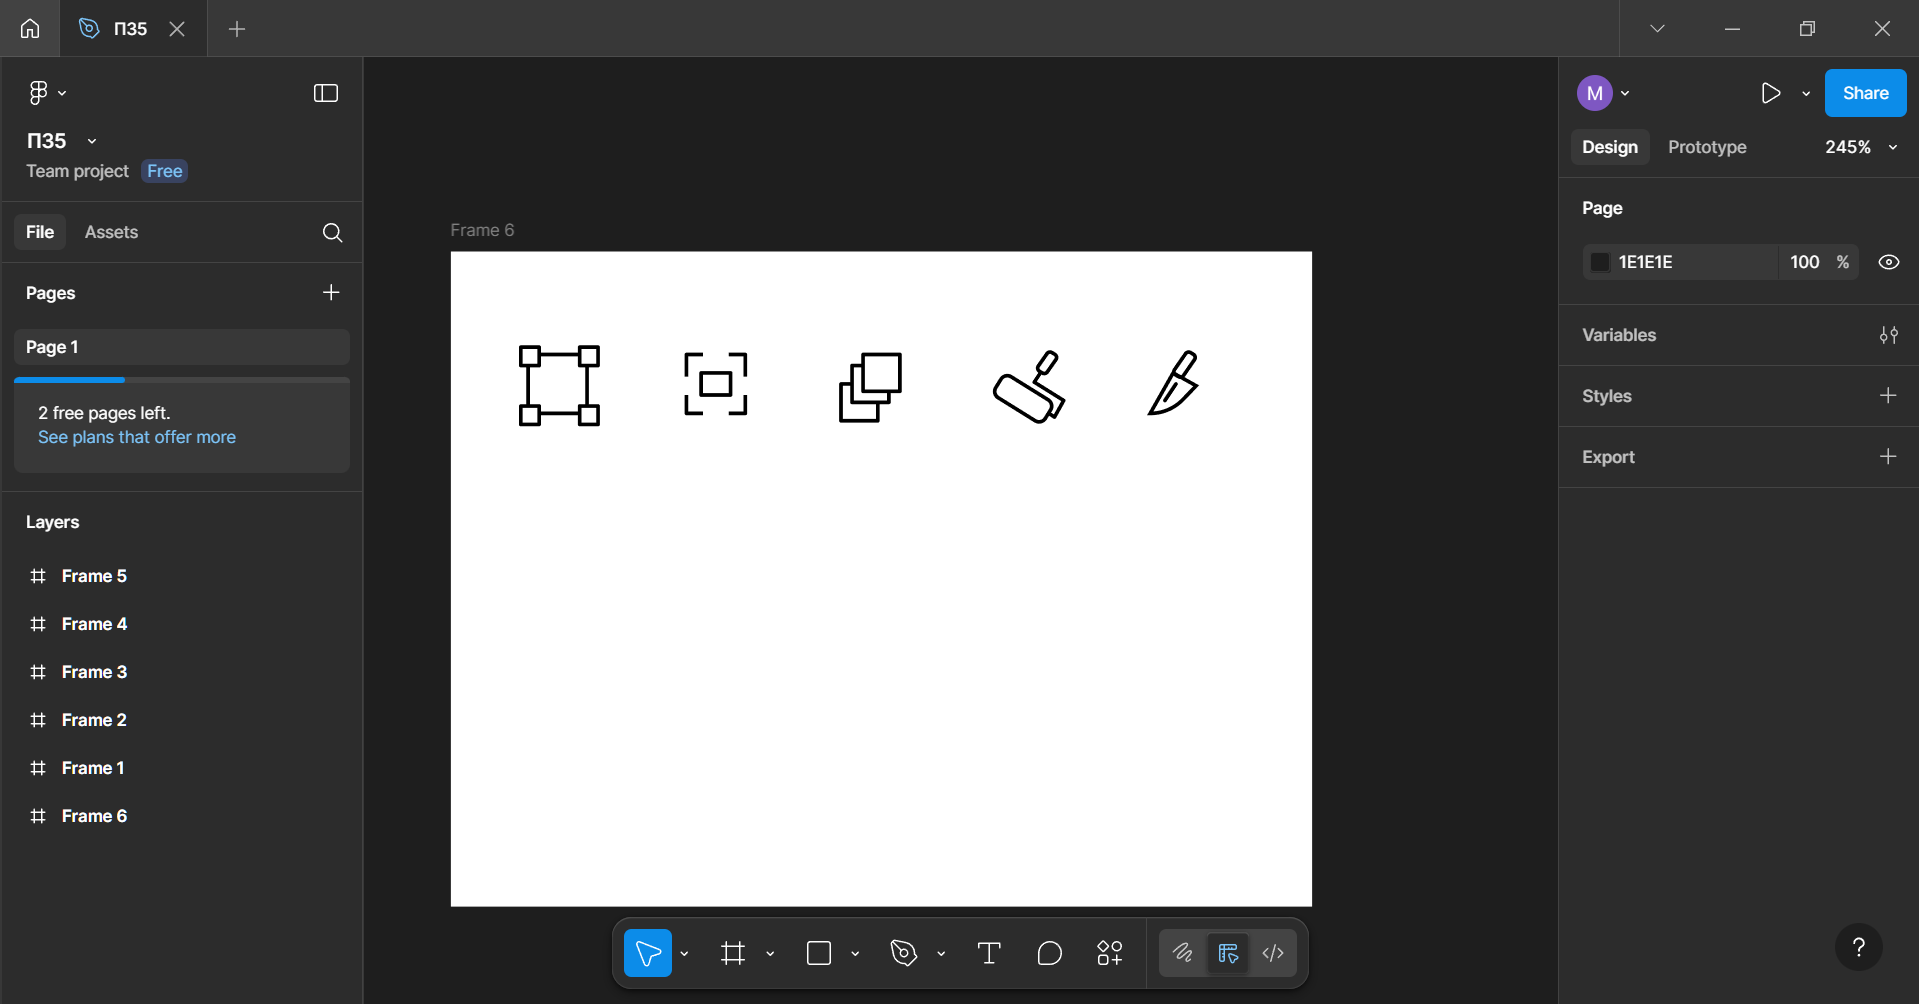 П35
П35
Team project Free
File Assets
Pages
Page 1
2 free pages left.
See plans that offer more
Layers
Frame 5
Frame 4
Frame 3
Frame 2
Frame 1
Frame 6
Frame 6
M
Share
Design Prototype 245%
Page
1E1E1E 100 %
Variables
Styles
Export
?